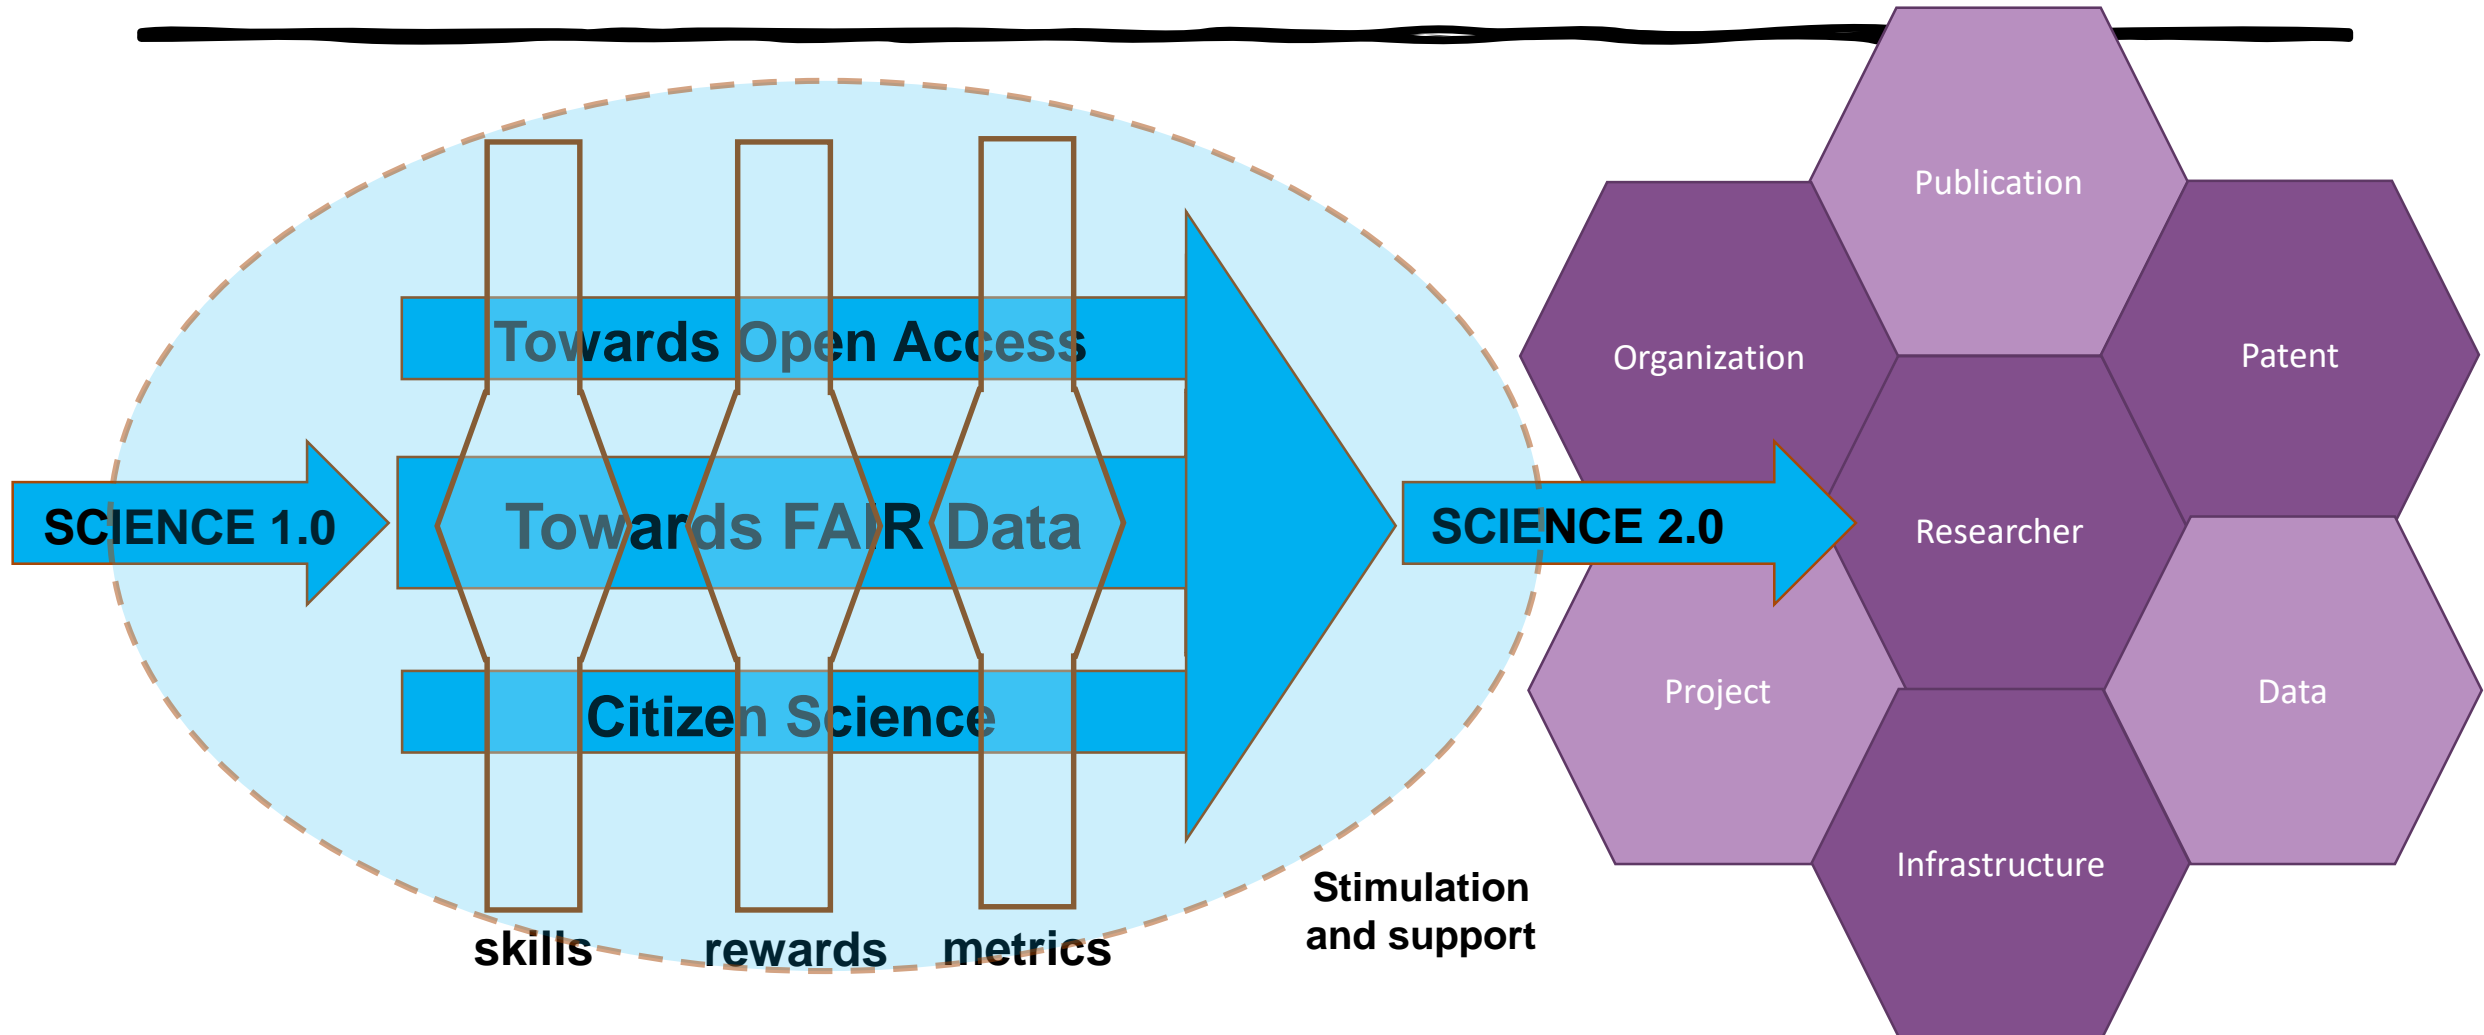 SCIENCE 1.0
Towards Open Access
Towards FAIR Data
Citizen Science
skills
rewards
metrics
Stimulation
and support
SCIENCE 2.0
Publication
Organization
Patent
Researcher
Project
Data
Infrastructure